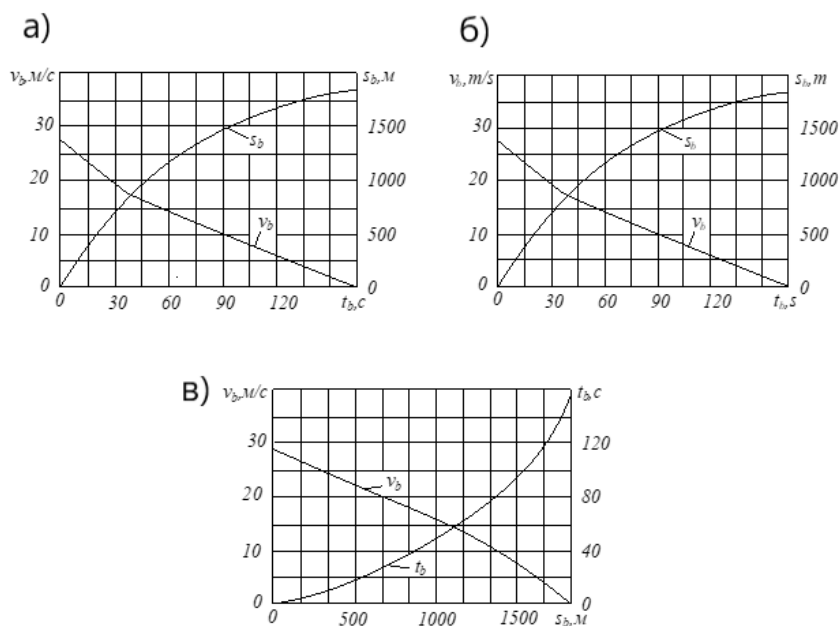 а)
v_b, м/с
s_b, м
30
20
10
0
1500
1000
500
0
s_b
v_b
0 30 60 90 120 t_b, с
б)
v_b, m/s
s_b, m
30
20
10
0
1500
1000
500
0
s_b
v_b
0 30 60 90 120 t_b, s
в)
v_b, м/с
t_b, с
30
20
10
0
120
80
40
0
v_b
t_b
0 500 1000 1500 s_b, м